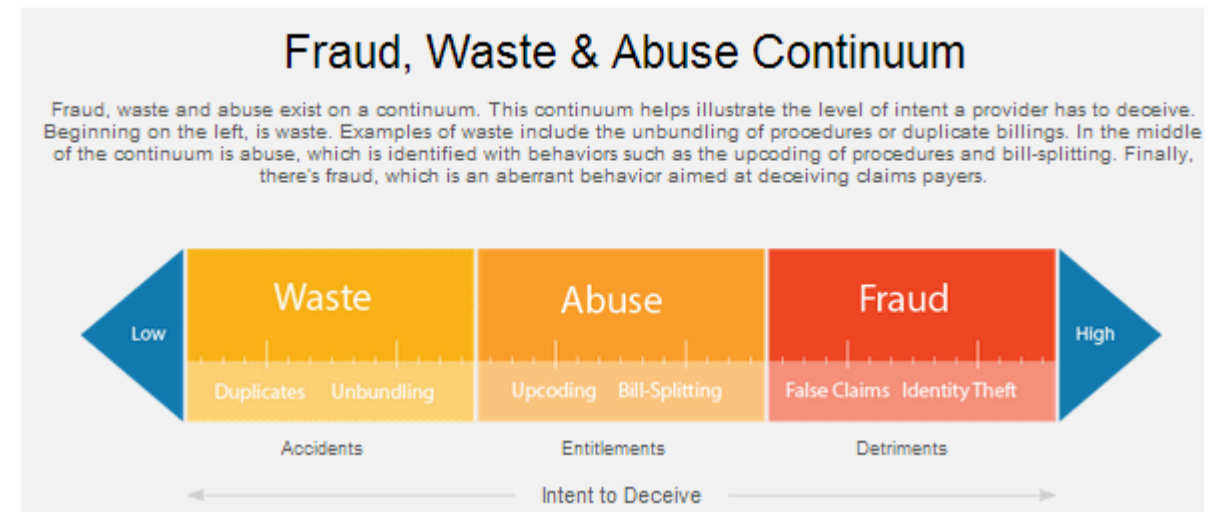 Fraud, Waste & Abuse Continuum
Fraud, waste and abuse exist on a continuum. This continuum helps illustrate the level of intent a provider has to deceive.
Beginning on the left, is waste. Examples of waste include the unbundling of procedures or duplicate billings. In the middle
of the continuum is abuse, which is identified with behaviors such as the upcoding of procedures and bill-splitting. Finally,
there's fraud, which is an aberrant behavior aimed at deceiving claims payers.
Low
Waste
Abuse
Fraud
High
Duplicates Unbundling
Upcoding Bill-Splitting
False Claims Identity Theft
Accidents
Entitlements
Detriments
Intent to Deceive